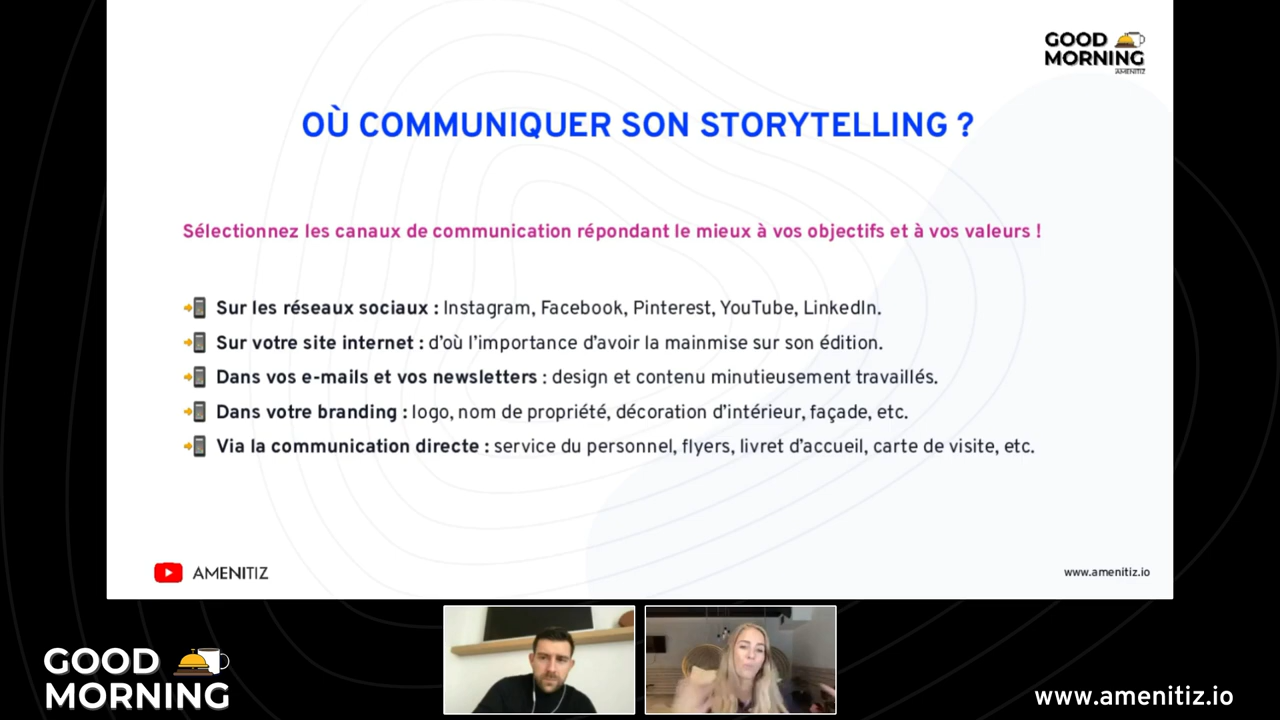 GOOD
MORNING
AMENITIZ
OÙ COMMUNIQUER SON STORYTELLING ?
Sélectionnez les canaux de communication répondant le mieux à vos objectifs et à vos valeurs !
Sur les réseaux sociaux : Instagram, Facebook, Pinterest, YouTube, LinkedIn.
Sur votre site internet : d'où l'importance d'avoir la mainmise sur son édition.
Dans vos e-mails et vos newsletters : design et contenu minutieusement travaillés.
Dans votre branding : logo, nom de propriété, décoration d'intérieur, façade, etc.
Via la communication directe : service du personnel, flyers, livret d'accueil, carte de visite, etc.
AMENITIZ
www.amenitiz.io
GOOD
MORNING
www.amenitiz.io